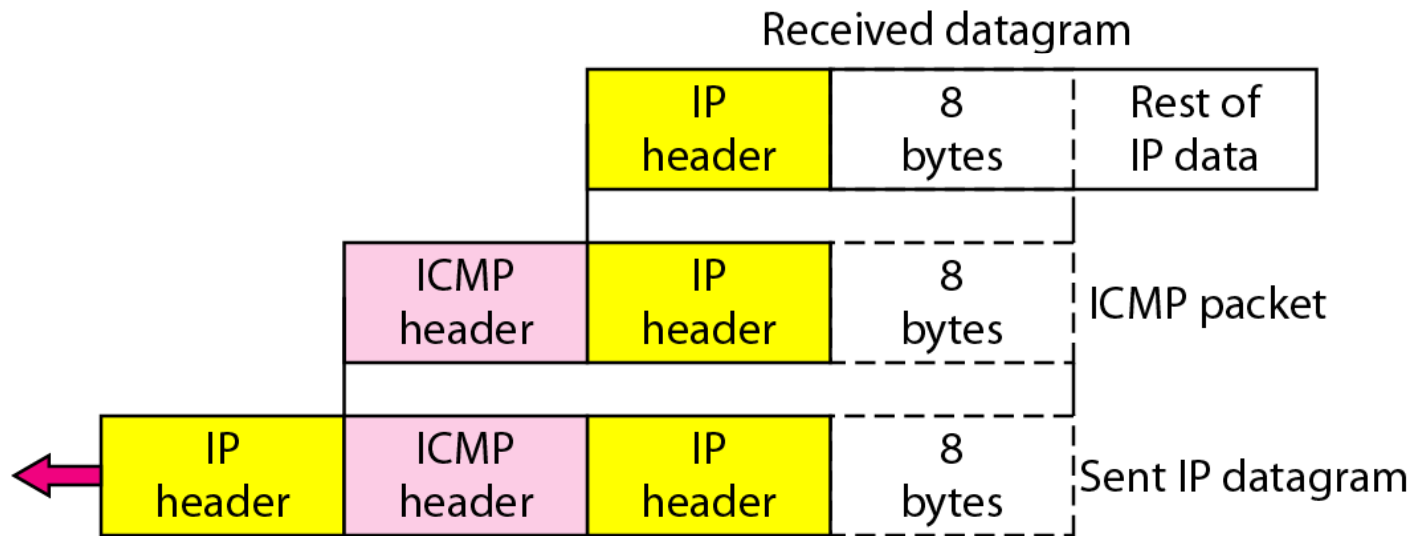 Received datagram
IP
header
8
bytes
Rest of
IP data
ICMP
header
IP
header
8
bytes
ICMP packet
IP
header
ICMP
header
IP
header
8
bytes
Sent IP datagram